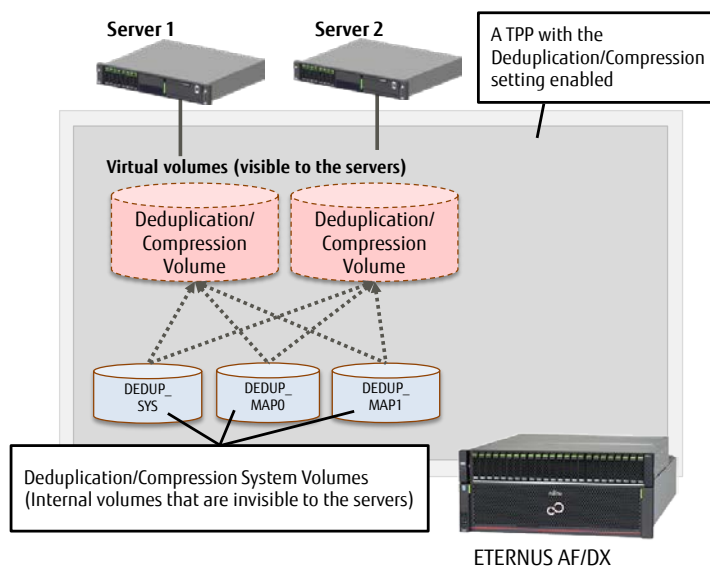 Server 1
Server 2
A TPP with the
Deduplication/Compression
setting enabled
Virtual volumes (visible to the servers)
Deduplication/
Compression
Volume
Deduplication/
Compression
Volume
DEDUP_
SYS
DEDUP_
MAP0
DEDUP_
MAP1
Deduplication/Compression System Volumes
(Internal volumes that are invisible to the servers)
FUJITSU
ETERNUS AF/DX